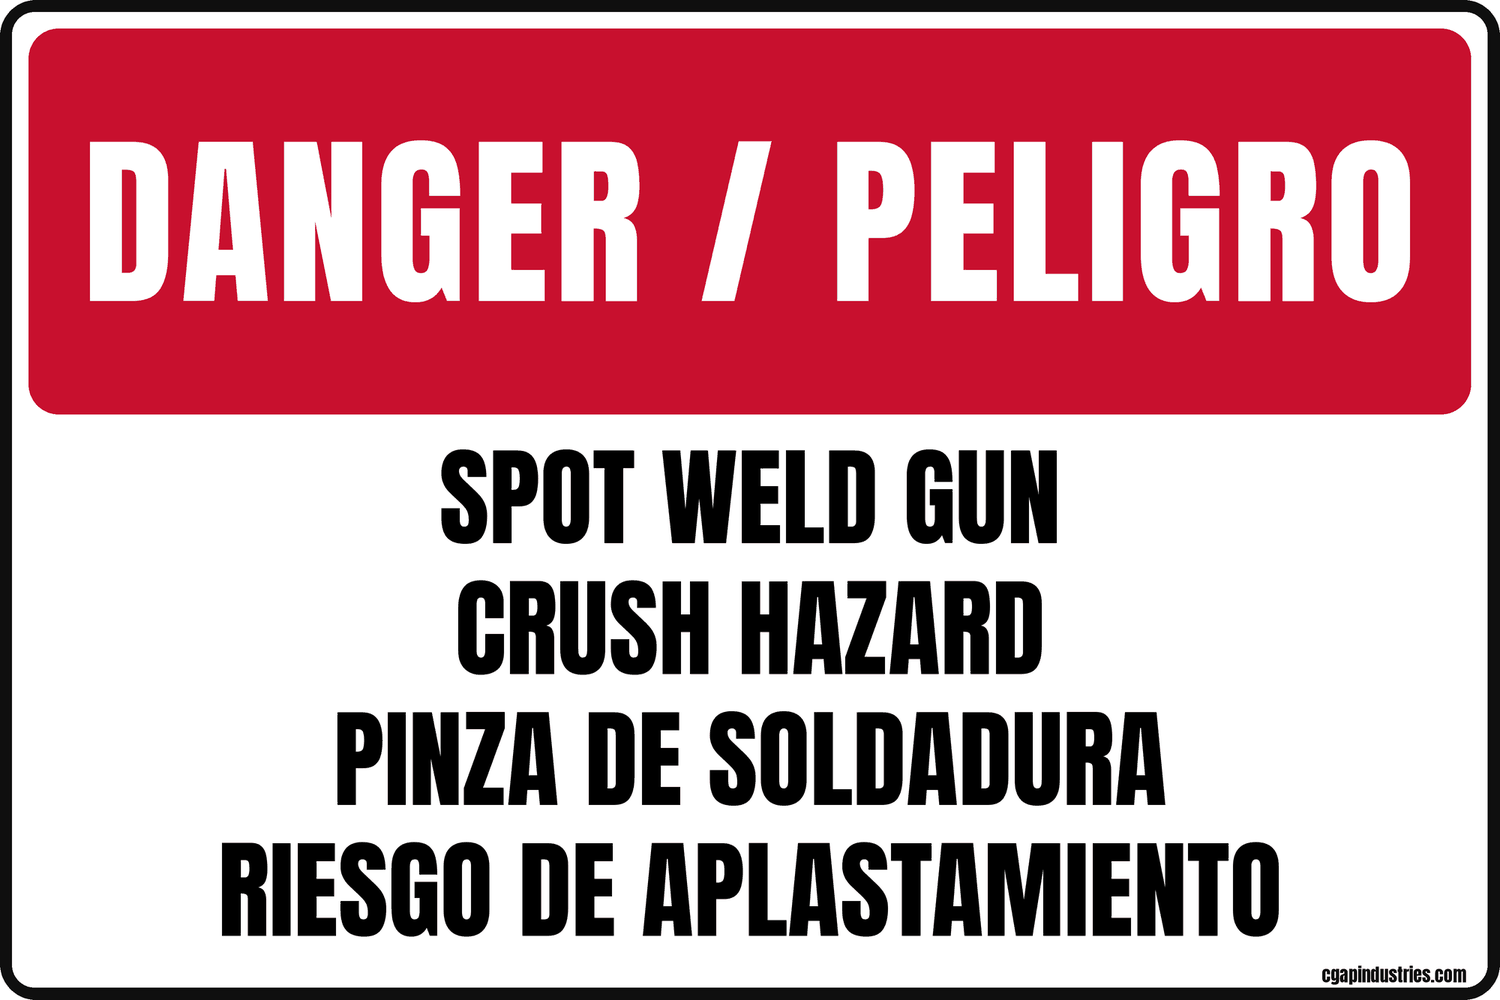 DANGER / PELIGRO
SPOT WELD GUN
CRUSH HAZARD
PINZA DE SOLDADURA
RIESGO DE APLASTAMIENTO
cgapindustries.com